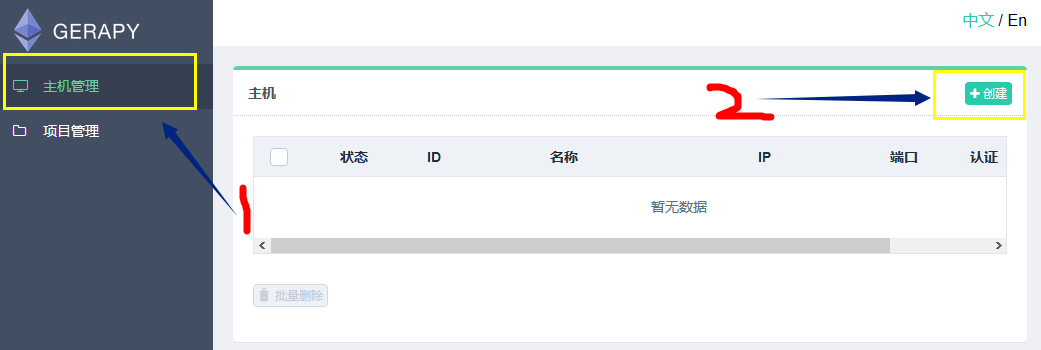 GERAPY
中文 / En
主机管理
项目管理
1
主机
2
创建
状态 ID 名称 IP 端口 认证
暂无数据
批量删除